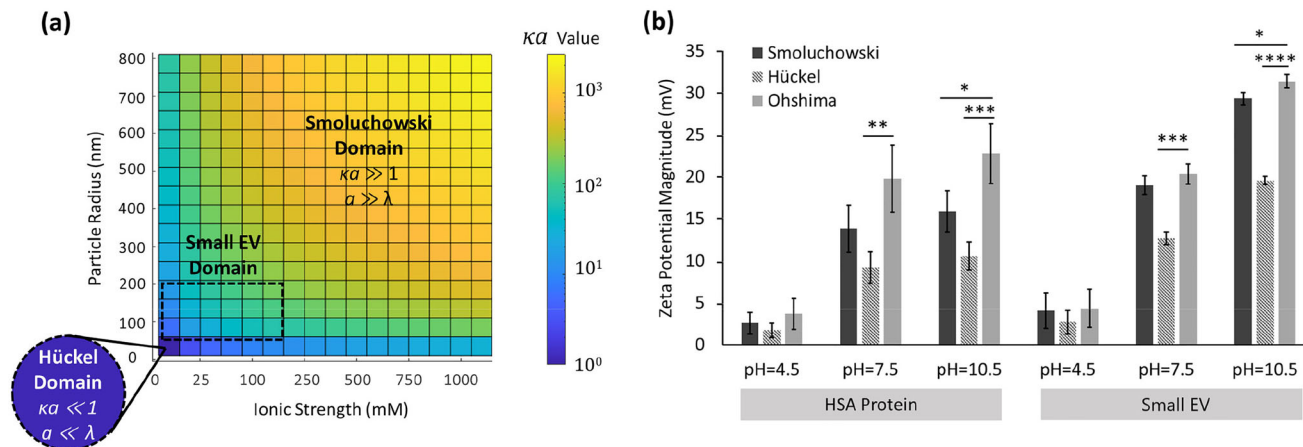 (a)
κa Value
800
700
600
500
400
300
200
100
0
Particle Radius (nm)
Smoluchowski
Domain
κa ≫ 1
a ≫ λ
Small EV
Domain
Hückel
Domain
κa ≪ 1
a ≪ λ
0 25 100 250 500 750 1000
Ionic Strength (mM)
10³
10²
10¹
10⁰
(b)
Smoluchowski
Hückel
Ohshima
35
30
25
20
15
10
5
0
Zeta Potential Magnitude (mV)
**
*
***
***
*
****
pH=4.5 pH=7.5 pH=10.5 pH=4.5 pH=7.5 pH=10.5
HSA Protein Small EV